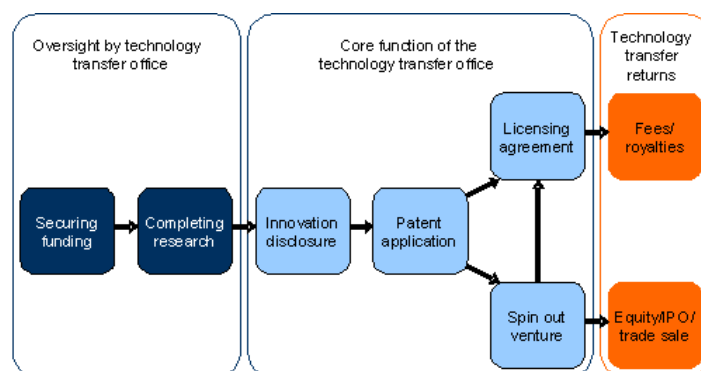 Oversight by technology
transfer office
Core function of the
technology transfer office
Technology
transfer
returns
Licensing
agreement
Fees/
royalties
Securing
funding
Completing
research
Innovation
disclosure
Patent
application
Spin out
venture
Equity/IPO/
trade sale